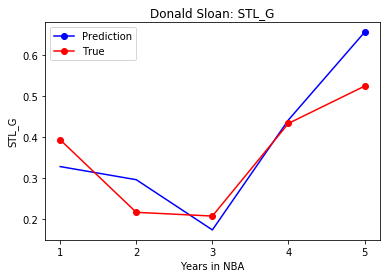 Donald Sloan: STL_G
Prediction
True
STL_G
0.6
0.5
0.4
0.3
0.2
1 2 3 4 5
Years in NBA